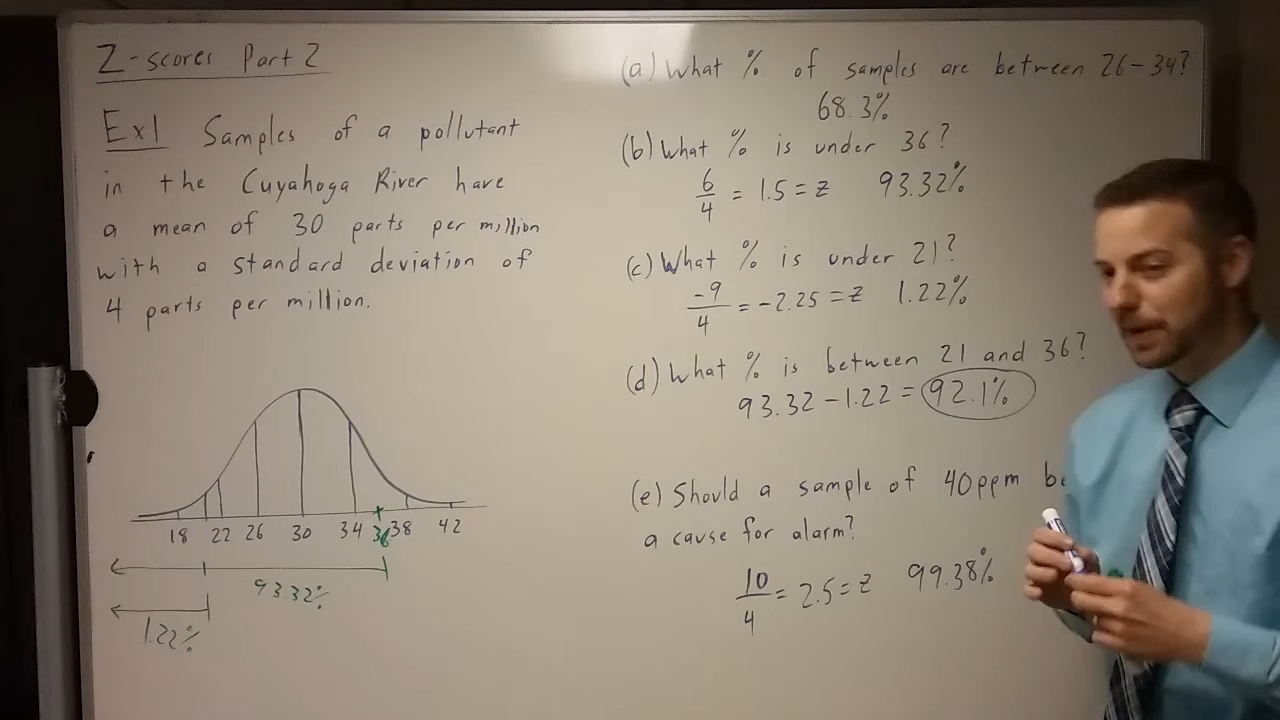 Z-scores Part 2
Ex1 Samples of a pollutant
in the Cuyahoga River have
a mean of 30 parts per million
with a standard deviation of
4 parts per million.
18 22 26 30 34 36 38 42
93.32%
1.22%
(a) What % of samples are between 26-34?
68.3%
(b) What % is under 36?
6/4 = 1.5 = z 93.32%
(c) What % is under 21?
-9/4 = -2.25 = z 1.22%
(d) What % is between 21 and 36?
93.32 - 1.22 = 92.1%
(e) Should a sample of 40ppm be
a cause for alarm?
10/4 = 2.5 = z 99.38%